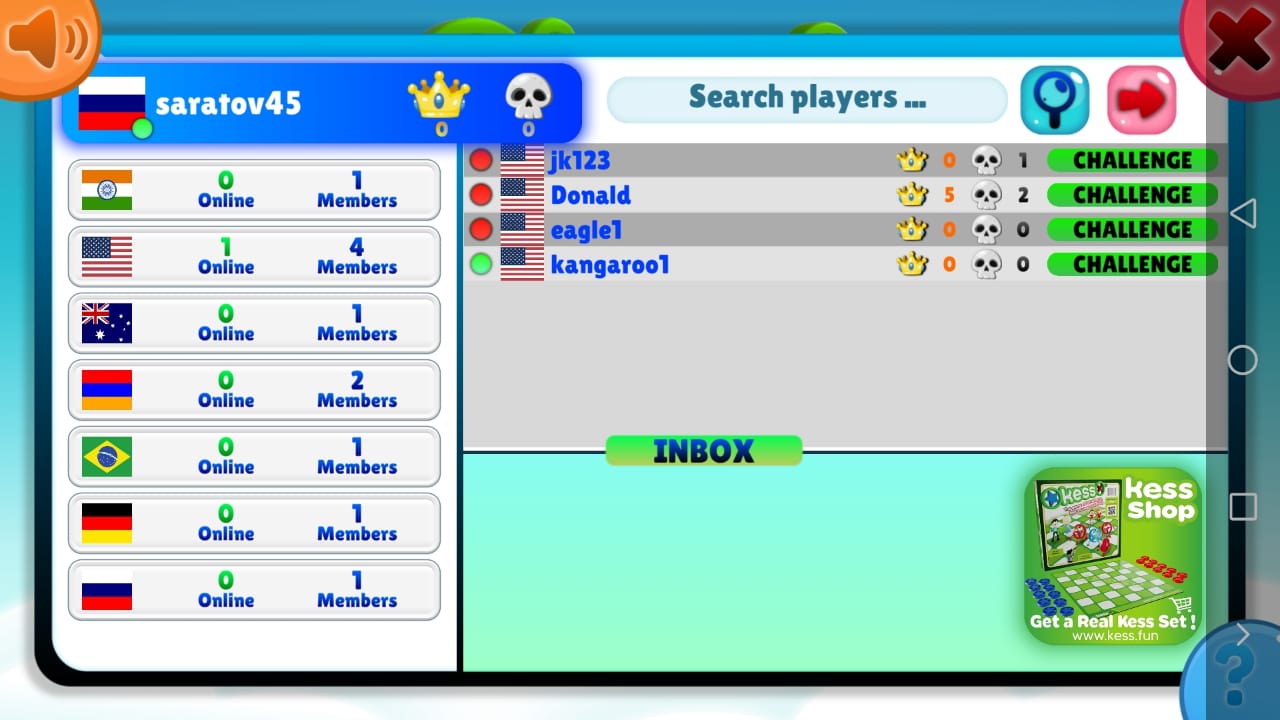 saratov45
0
0
Search players ...
0 1
Online Members
1 4
Online Members
0 1
Online Members
0 2
Online Members
0 1
Online Members
0 1
Online Members
0 1
Online Members
jk123 0 1 CHALLENGE
Donald 5 2 CHALLENGE
eagle1 0 0 CHALLENGE
kangaroo1 0 0 CHALLENGE
INBOX
kess
kess
Shop
Get a Real Kess Set !
www.kess.fun
?